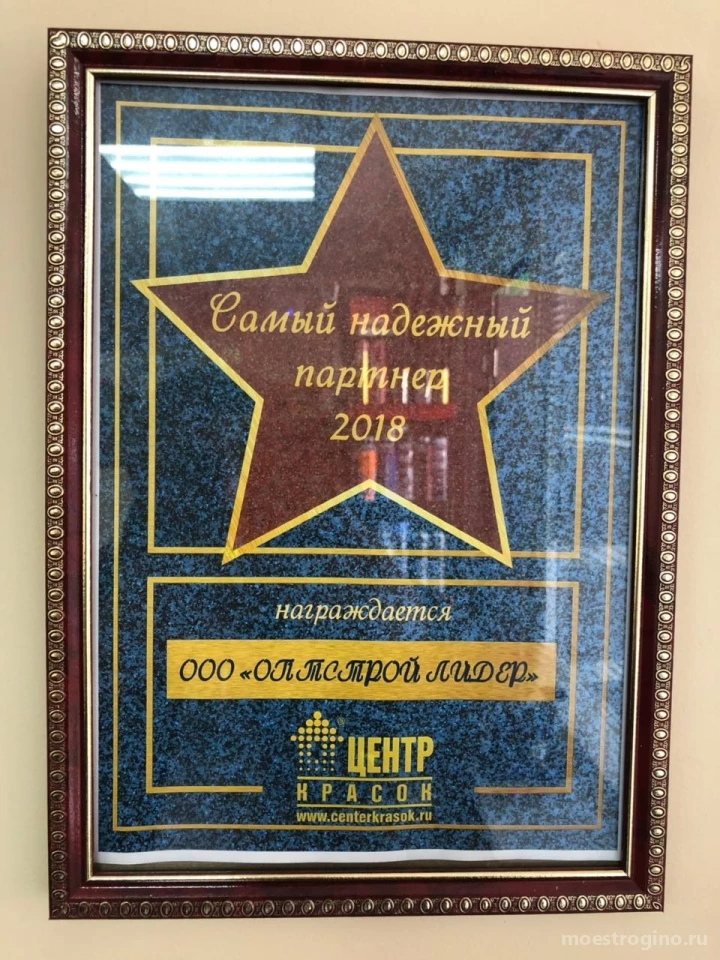 Самый надежный
партнер
2018
награждается
ООО «ОПТСТРОЙ ЛИДЕР»
®
ЦЕНТР
КРАСОК
www.centerkrasok.ru
moestrogino.ru